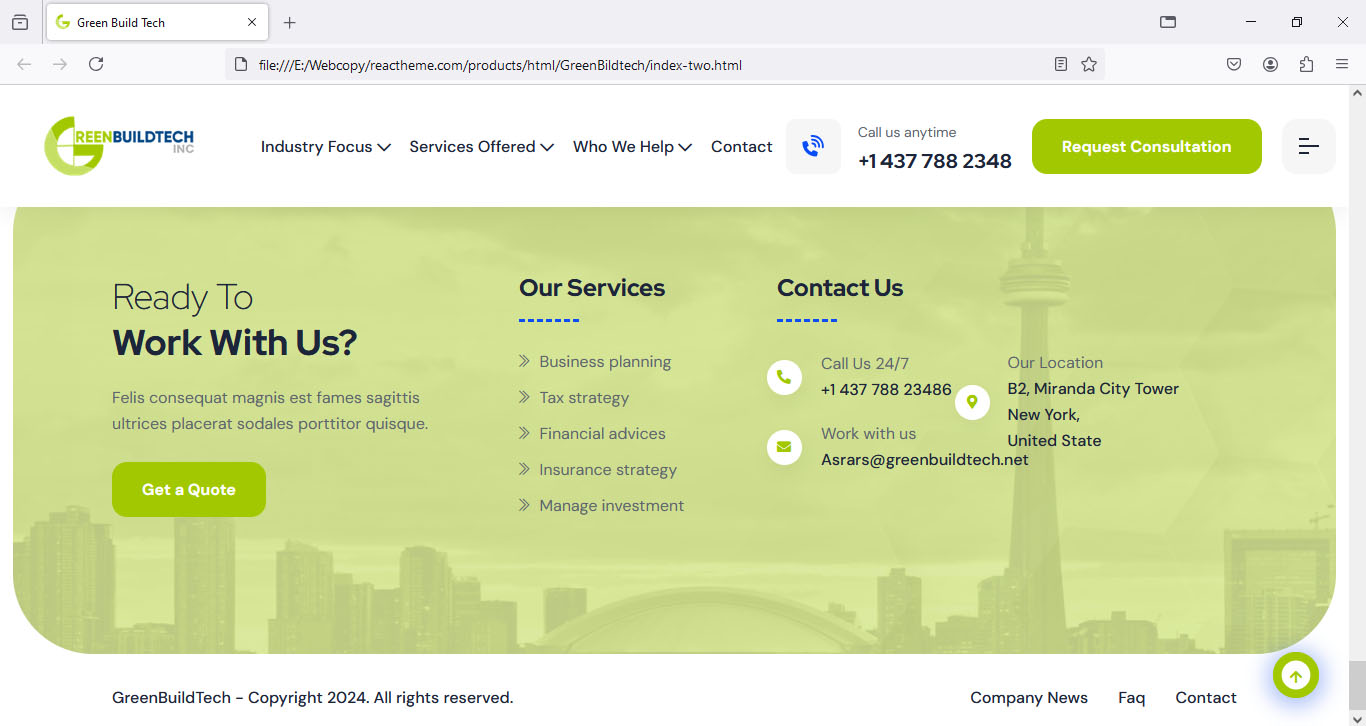 Green Build Tech
file:///E:/Webcopy/reactheme.com/products/html/GreenBildtech/index-two.html
GREENBUILDTECH
INC
Industry Focus
Services Offered
Who We Help
Contact
Call us anytime
+1 437 788 2348
Request Consultation
Ready To
Work With Us?
Felis consequat magnis est fames sagittis
ultrices placerat sodales porttitor quisque.
Get a Quote
Our Services
Business planning
Tax strategy
Financial advices
Insurance strategy
Manage investment
Contact Us
Call Us 24/7
+1 437 788 23486
Work with us
Asrars@greenbuildtech.net
Our Location
B2, Miranda City Tower
New York,
United State
GreenBuildTech - Copyright 2024. All rights reserved.
Company News
Faq
Contact